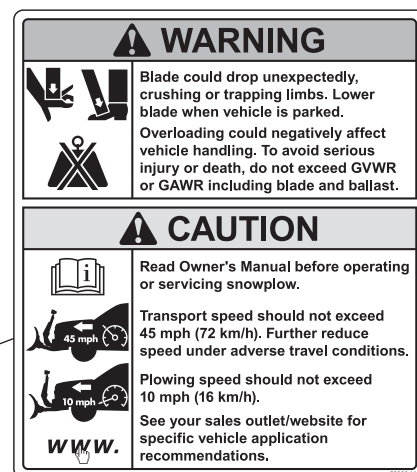 WARNING
Blade could drop unexpectedly,
crushing or trapping limbs. Lower
blade when vehicle is parked.
Overloading could negatively affect
vehicle handling. To avoid serious
injury or death, do not exceed GVWR
or GAWR including blade and ballast.
CAUTION
i
Read Owner's Manual before operating
or servicing snowplow.
45 mph
Transport speed should not exceed
45 mph (72 km/h). Further reduce
speed under adverse travel conditions.
10 mph
Plowing speed should not exceed
10 mph (16 km/h).
www.
See your sales outlet/website for
specific vehicle application
recommendations.